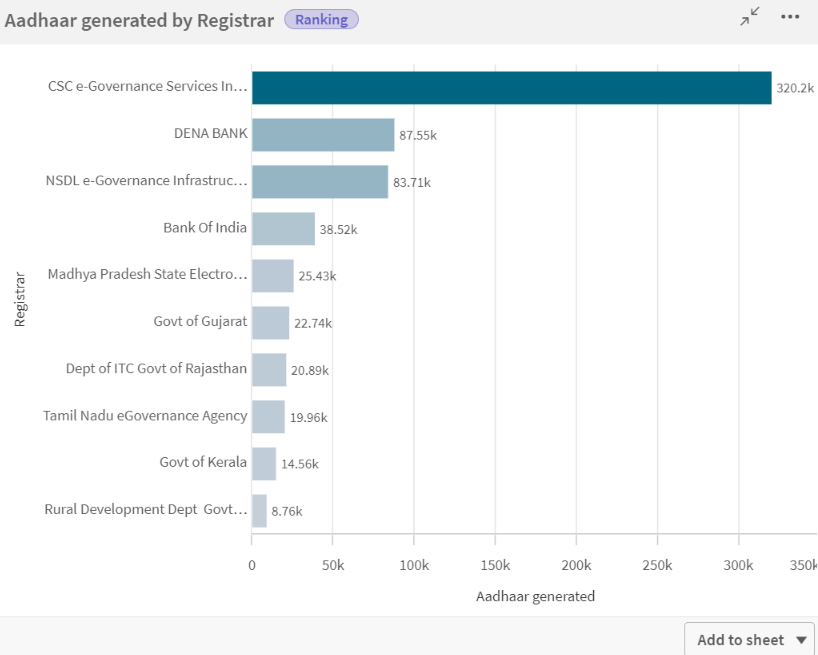 Aadhaar generated by Registrar Ranking
CSC e-Governance Services In… 320.2k
DENA BANK 87.55k
NSDL e-Governance Infrastruc… 83.71k
Bank Of India 38.52k
Madhya Pradesh State Electro… 25.43k
Govt of Gujarat 22.74k
Dept of ITC Govt of Rajasthan 20.89k
Tamil Nadu eGovernance Agency 19.96k
Govt of Kerala 14.56k
Rural Development Dept Govt… 8.76k
Registrar
0 50k 100k 150k 200k 250k 300k 350k
Aadhaar generated
Add to sheet